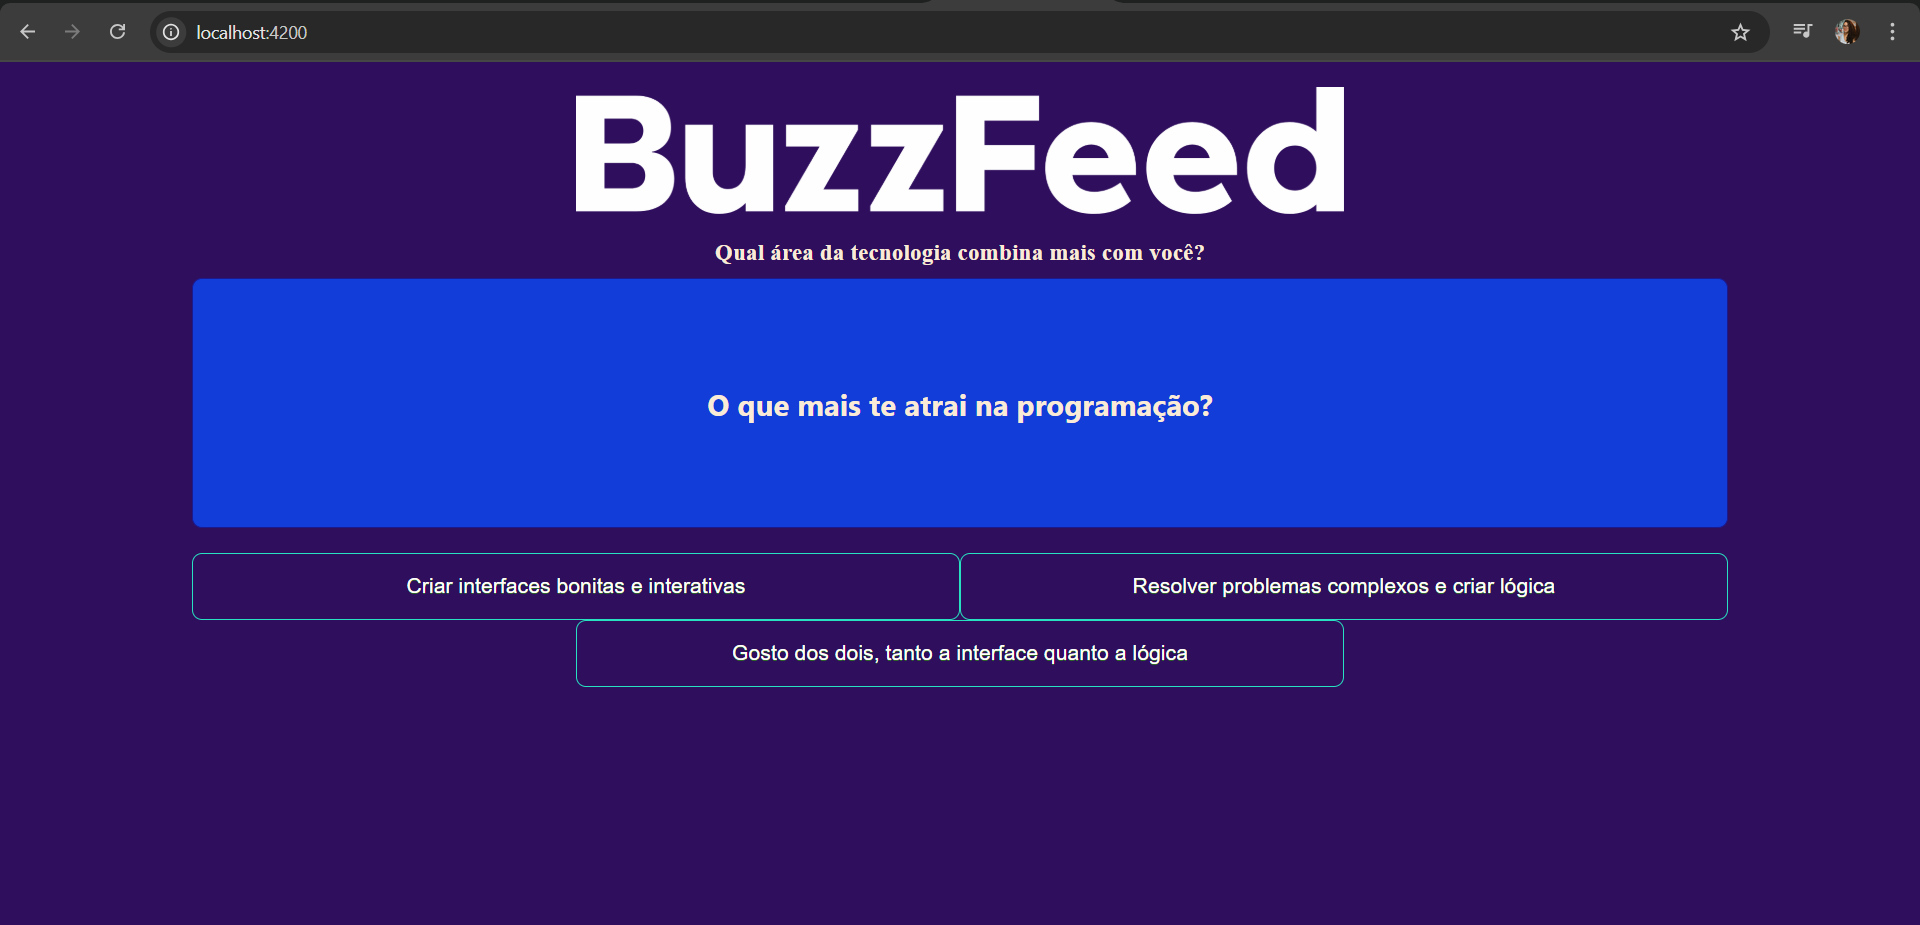 localhost:4200
BuzzFeed
Qual área da tecnologia combina mais com você?
O que mais te atrai na programação?
Criar interfaces bonitas e interativas
Resolver problemas complexos e criar lógica
Gosto dos dois, tanto a interface quanto a lógica